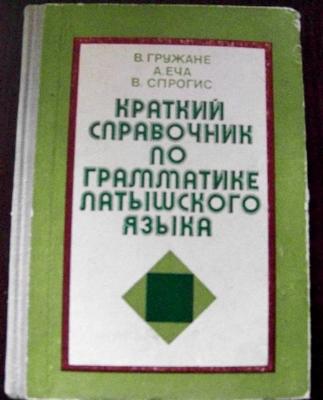 В. ГРУЖАНЕ
А. ЕЧА
В. СПРОГИС
КРАТКИЙ
СПРАВОЧНИК
ПО
ГРАММАТИКЕ
ЛАТЫШСКОГО
ЯЗЫКА